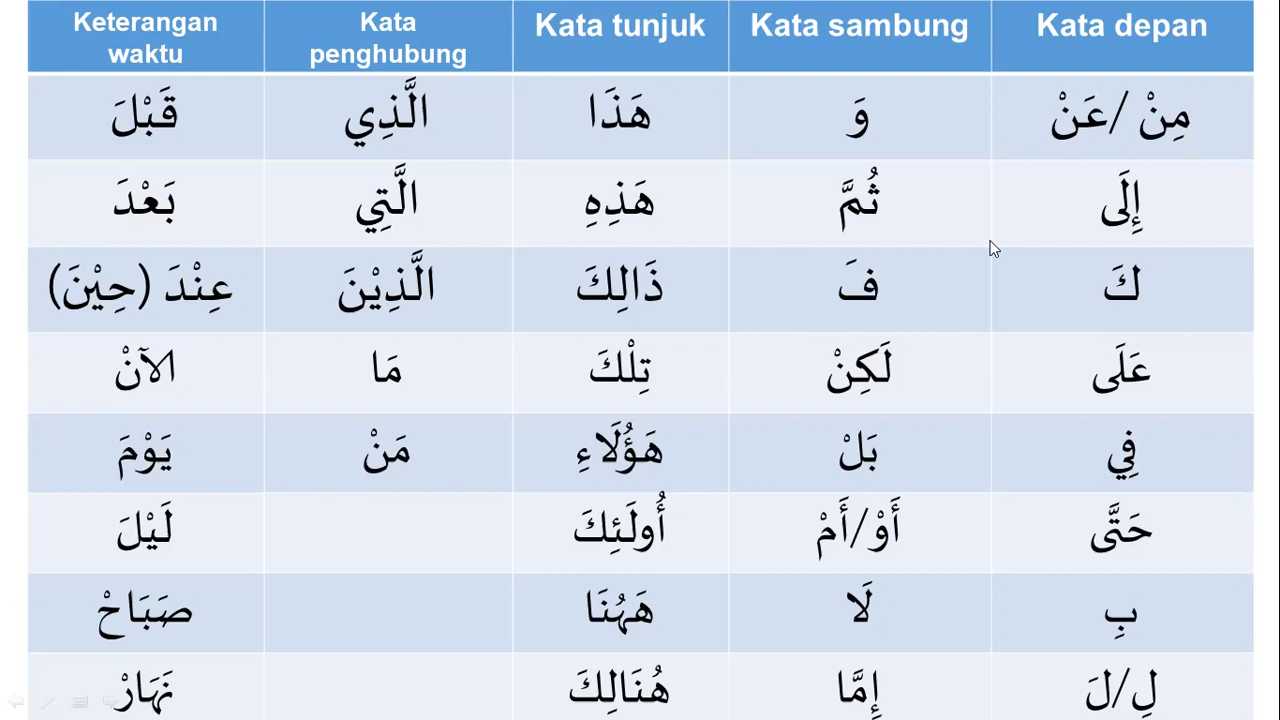 Keterangan waktu | Kata penghubung | Kata tunjuk | Kata sambung | Kata depan
قَبْلَ | الَّذِي | هَذَا | وَ | مِنْ /عَنْ
بَعْدَ | الَّتِي | هَذِهِ | ثُمَّ | إِلَى
عِنْدَ (حِيْنَ) | الَّذِيْنَ | ذَالِكَ | فَ | كَ
الآنْ | مَا | تِلْكَ | لَكِنْ | عَلَى
يَوْمَ | مَنْ | هَؤُلَاءِ | بَلْ | فِي
لَيْلَ | أُولَئِكَ | أَوْ/أَمْ | حَتَّى
صَبَاحْ | هَهُنَا | لَا | بِ
نَهَارْ | هُنَالِكَ | إِمَّا | لِ/لَ